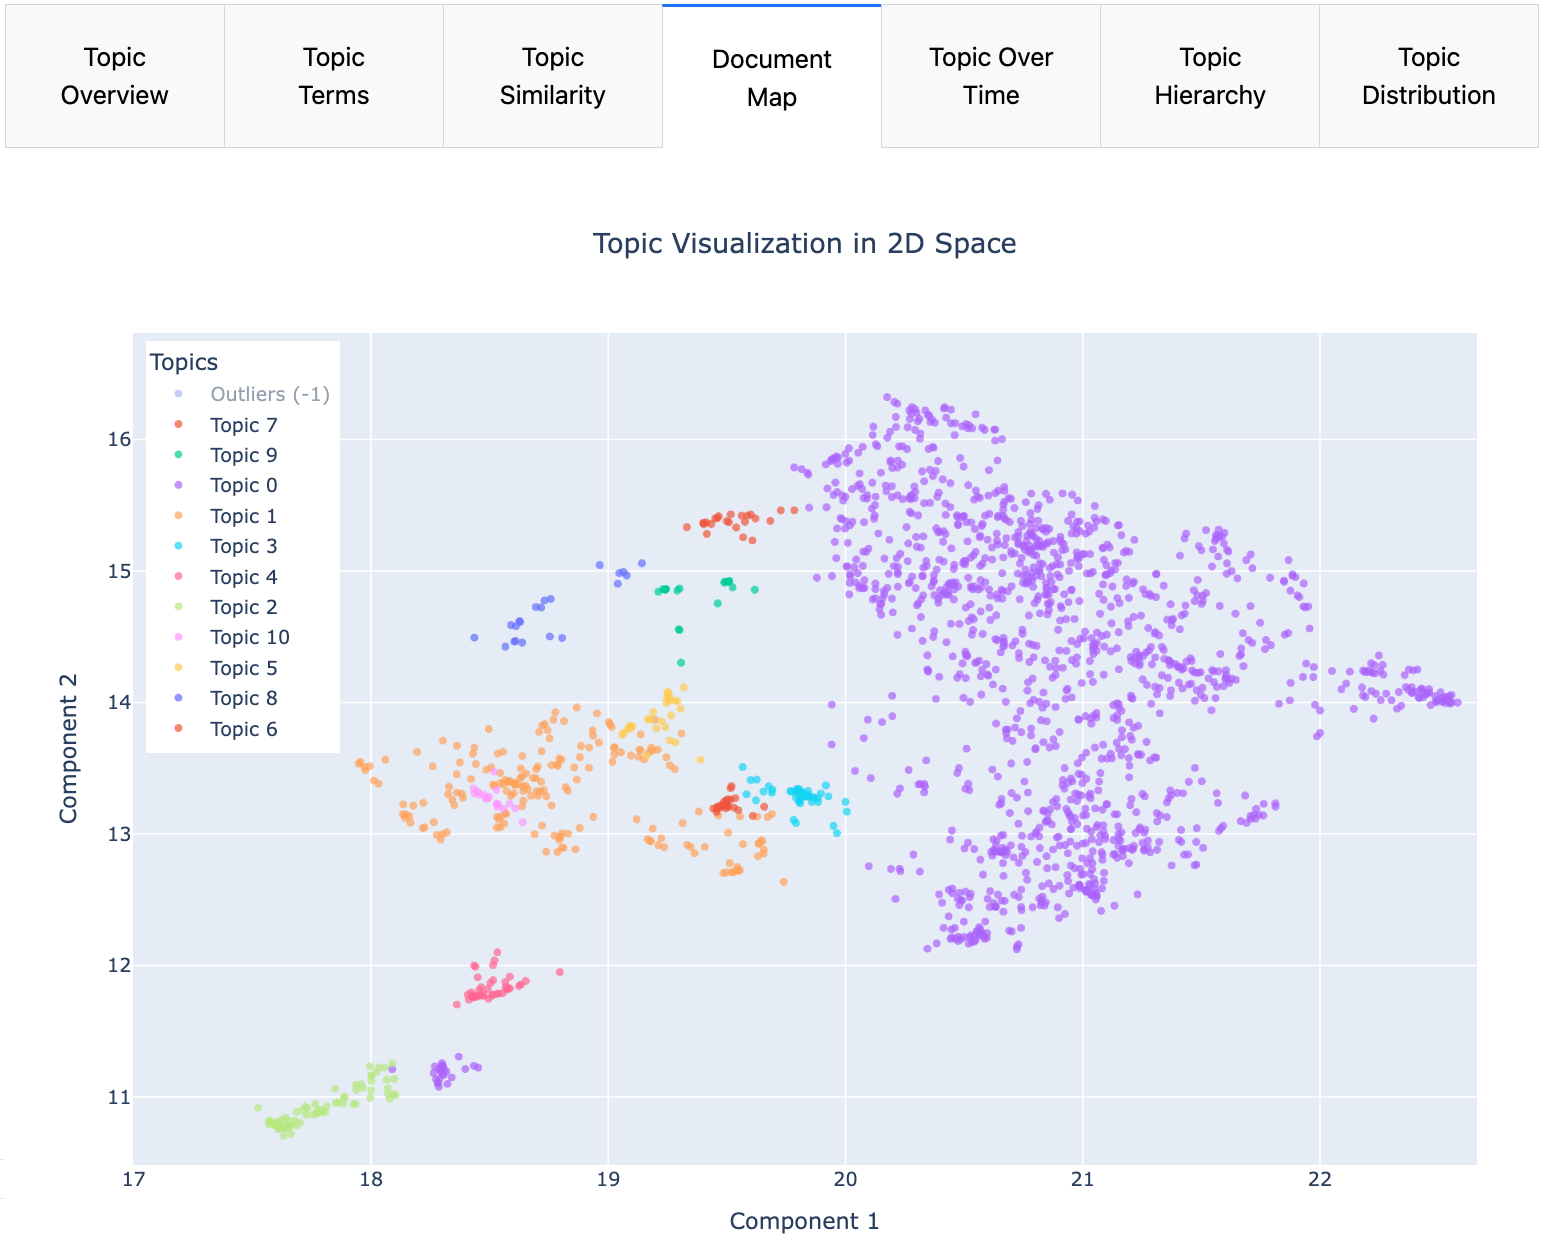 Topic
Overview
Topic
Terms
Topic
Similarity
Document
Map
Topic Over
Time
Topic
Hierarchy
Topic
Distribution
Topic Visualization in 2D Space
Topics
Outliers (-1)
Topic 7
Topic 9
Topic 0
Topic 1
Topic 3
Topic 4
Topic 2
Topic 10
Topic 5
Topic 8
Topic 6
Component 2
16
15
14
13
12
11
17
18
19
20
21
22
Component 1